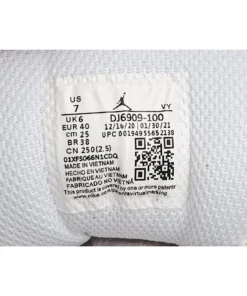 US
7
VY
UK 6
DJ6909-100
EUR 40
12/16/20
01/30/21
cm 25
UPC 00194955652138
BR 38
CN 250(2.5)
01XFS066N1CDQ
MADE IN VIETNAM
HECHO EN VIETNAM
FABRIQUÉ AU VIETNAM
FABRICADO NO VIETNÃ